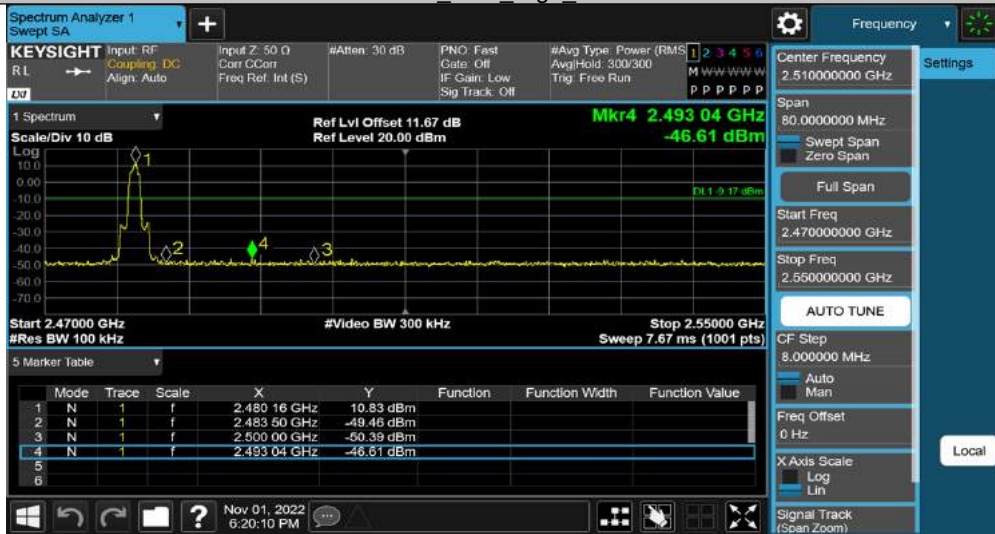 Spectrum Analyzer 1
Swept SA
+
Frequency
KEYSIGHT
RL
LXI
Input: RF
Coupling: DC
Align: Auto
Input Z: 50 Ω
Corr CCorr
Freq Ref: Int (S)
#Atten: 30 dB
PNO: Fast
Gate: Off
IF Gain: Low
Sig Track: Off
#Avg Type: Power (RMS
Avg|Hold: 300/300
Trig: Free Run
1 2 3 4 5 6
M W W W W W
P P P P P P
1 Spectrum
Scale/Div 10 dB
Ref Lvl Offset 11.67 dB
Ref Level 20.00 dBm
Mkr4 2.493 04 GHz
-46.61 dBm
Log
10.0
0.00
-10.0
-20.0
-30.0
-40.0
-50.0
-60.0
-70.0
1
2
4
3
DL1 -9.17 dBm
Start 2.47000 GHz
#Res BW 100 kHz
#Video BW 300 kHz
Stop 2.55000 GHz
Sweep 7.67 ms (1001 pts)
5 Marker Table
Mode Trace Scale X Y Function Function Width Function Value
1 N 1 f 2.480 16 GHz 10.83 dBm
2 N 1 f 2.483 50 GHz -49.46 dBm
3 N 1 f 2.500 00 GHz -50.39 dBm
4 N 1 f 2.493 04 GHz -46.61 dBm
5
6
?
Nov 01, 2022
6:20:10 PM
Center Frequency
2.510000000 GHz
Span
80.0000000 MHz
Swept Span
Zero Span
Full Span
Start Freq
2.470000000 GHz
Stop Freq
2.550000000 GHz
AUTO TUNE
CF Step
8.000000 MHz
Auto
Man
Freq Offset
0 Hz
X Axis Scale
Log
Lin
Signal Track
(Span Zoom)
Settings
Local